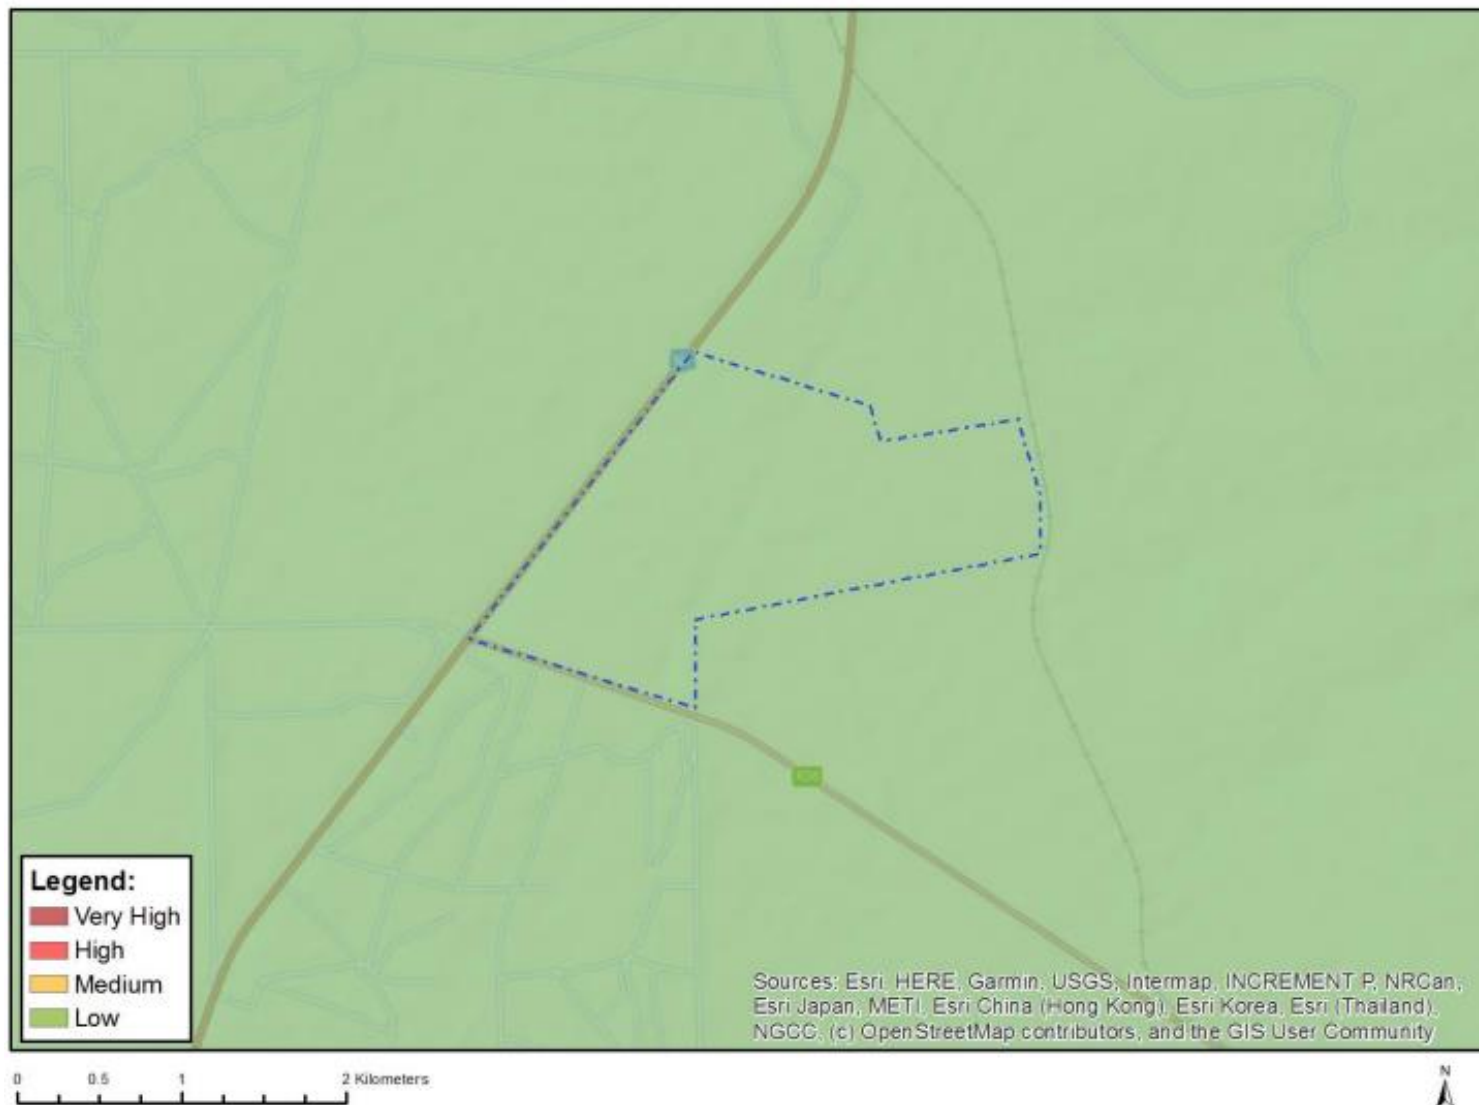 Legend:
Very High
High
Medium
Low
Sources: Esri, HERE, Garmin, USGS, Intermap, INCREMENT P, NRCan,
Esri Japan, METI, Esri China (Hong Kong), Esri Korea, Esri (Thailand),
NGCC, (c) OpenStreetMap contributors, and the GIS User Community
0 0.5 1 2 Kilometers
N